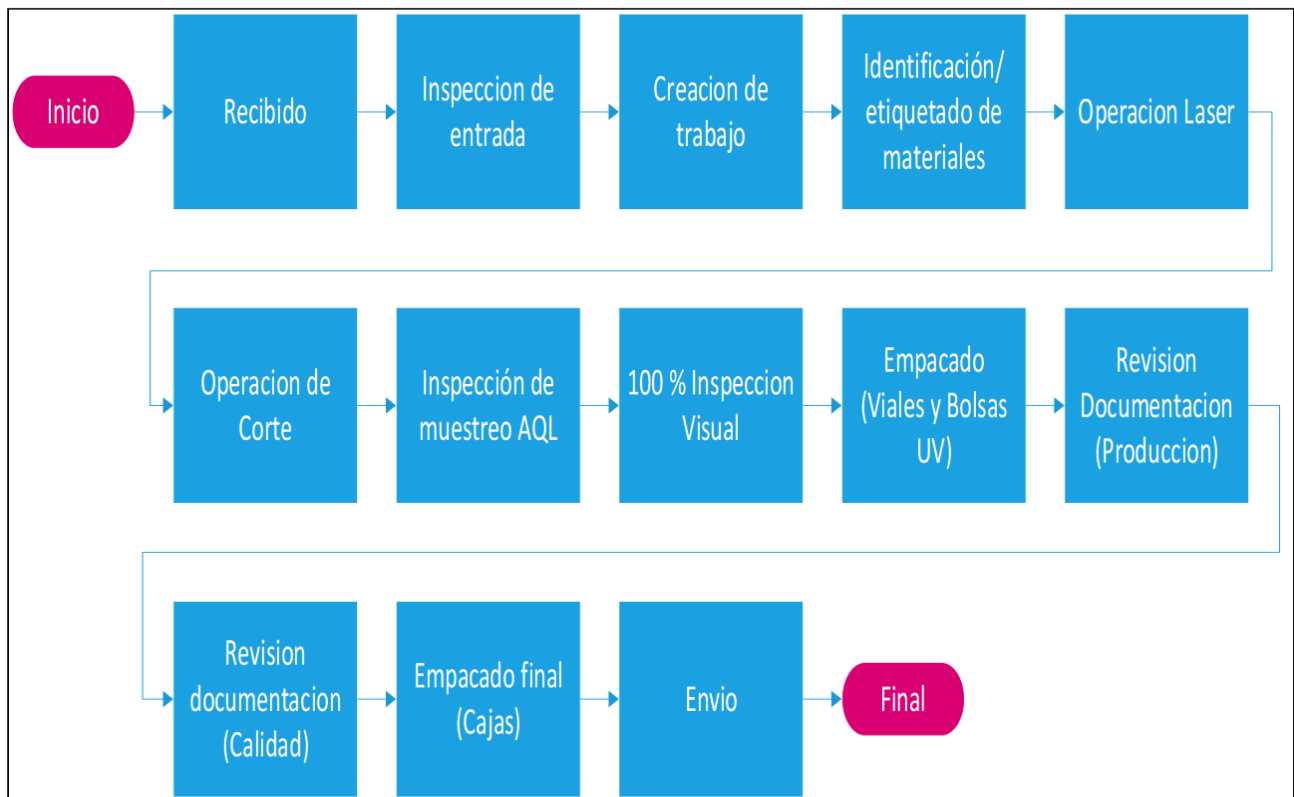 Inicio
Recibido
Inspeccion de
entrada
Creacion de
trabajo
Identificación/
etiquetado de
materiales
Operacion Laser
Operacion de
Corte
Inspección de
muestreo AQL
100 % Inspeccion
Visual
Empacado
(Viales y Bolsas
UV)
Revision
Documentacion
(Produccion)
Revision
documentacion
(Calidad)
Empacado final
(Cajas)
Envio
Final